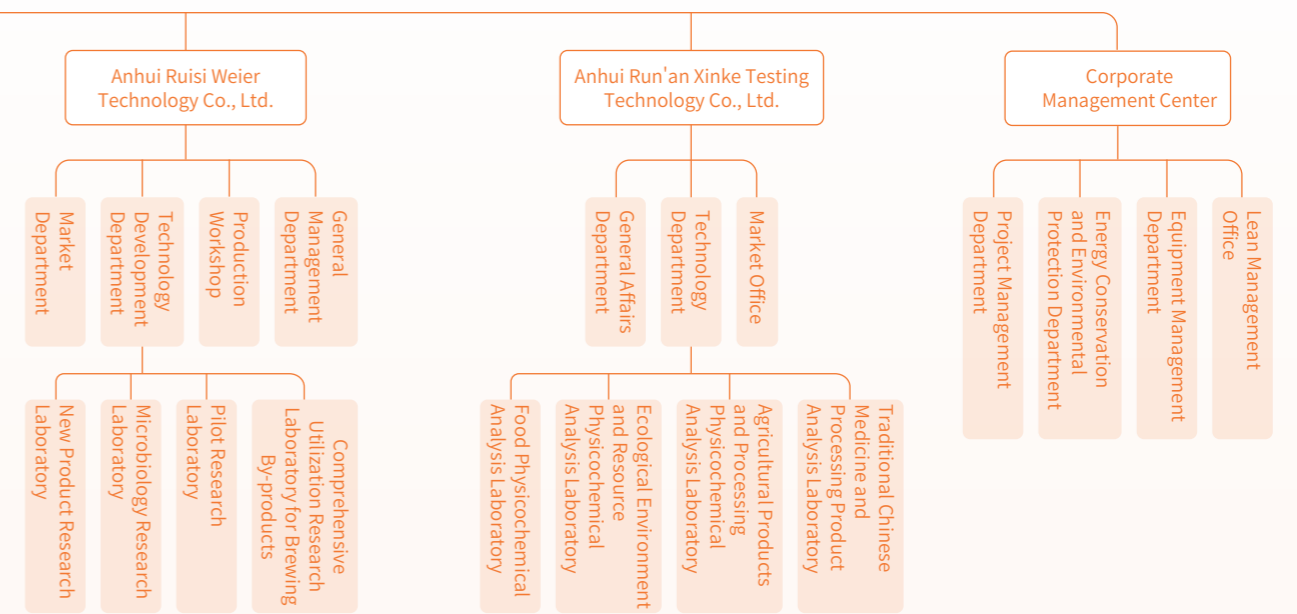 Anhui Ruisi Weier
Technology Co., Ltd.
Anhui Run'an Xinke Testing
Technology Co., Ltd.
Corporate
Management Center
Market
Department
Technology
Development
Department
Production
Workshop
General
Management
Department
General Affairs
Department
Technology
Department
Market Office
Project Management
Department
Energy Conservation
and Environmental
Protection Department
Equipment Management
Department
Lean Management
Office
New Product Research
Laboratory
Microbiology Research
Laboratory
Pilot Research
Laboratory
Comprehensive
Utilization Research
Laboratory for Brewing
By-products
Food Physicochemical
Analysis Laboratory
Ecological Environment
and Resource
Physicochemical
Analysis Laboratory
Agricultural Products
and Processing
Physicochemical
Analysis Laboratory
Traditional Chinese
Medicine and
Processing Product
Analysis Laboratory